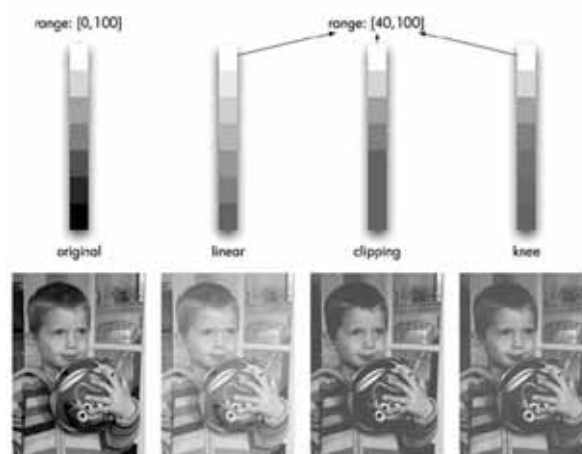 range: [0,100]
range: [40,100]
original
linear
clipping
knee